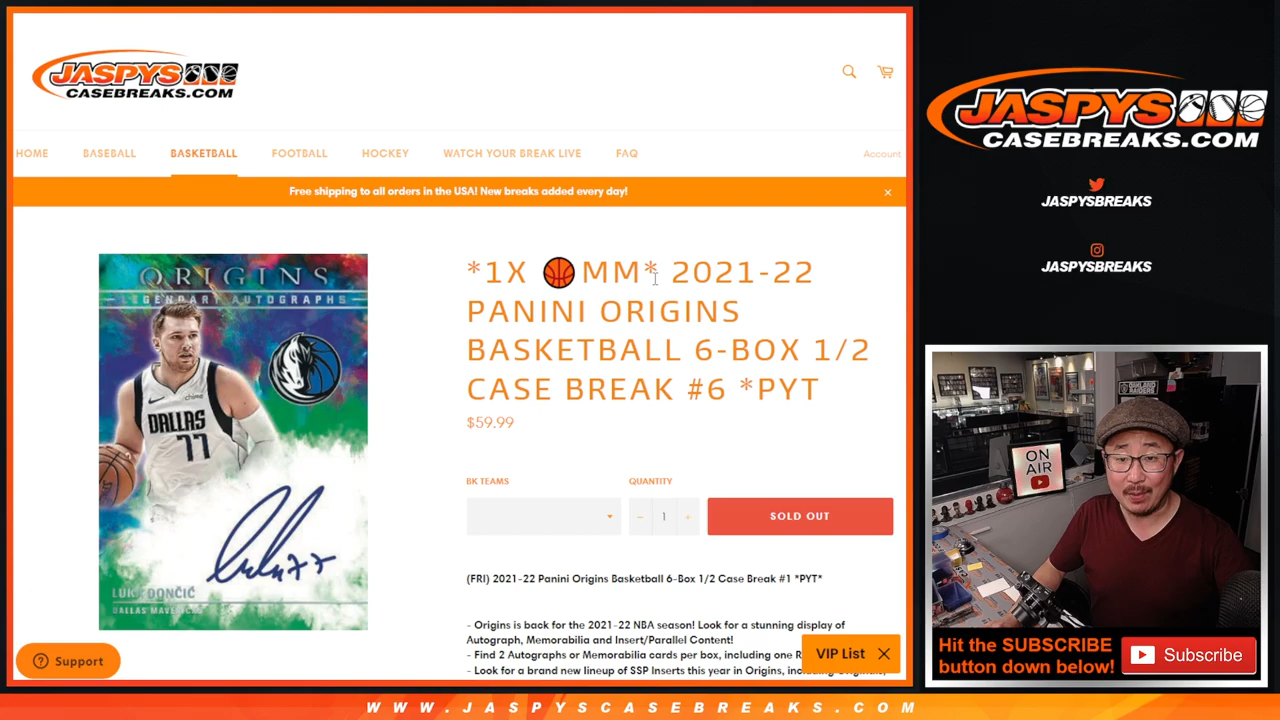 JASPYS
CASEBREAKS.COM
HOME BASEBALL BASKETBALL FOOTBALL HOCKEY WATCH YOUR BREAK LIVE FAQ Account
Free shipping to all orders in the USA! New breaks added every day! ×
ORIGINS
LEGENDARY AUTOGRAPHS
DALLAS
77
LUKA DONČIĆ
DALLAS MAVERICKS
*1X 🏀MM* 2021-22
PANINI ORIGINS
BASKETBALL 6-BOX 1/2
CASE BREAK #6 *PYT
$59.99
BK TEAMS QUANTITY
− 1 +
SOLD OUT
(FRI) 2021-22 Panini Origins Basketball 6-Box 1/2 Case Break #1 *PYT*
- Origins is back for the 2021-22 NBA season! Look for a stunning display of
Autograph, Memorabilia and Insert/Parallel Content!
- Find 2 Autographs or Memorabilia cards per box, including one
- Look for a brand new lineup of SSP Inserts this year in Origins,
Support
VIP List
JASPYS
CASEBREAKS.COM
JASPYSBREAKS
JASPYSBREAKS
OAKLAND
RAIDERS
ON
AIR
Hit the SUBSCRIBE
button down below!
Subscribe
WWW.JASPYSCASEBREAKS.COM